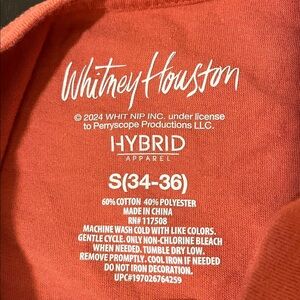 Whitney Houston
© 2024 WHIT NIP INC. under license
to Perryscope Productions LLC.
HYBRID
APPAREL
S(34-36)
60% COTTON 40% POLYESTER
MADE IN CHINA
RN# 117508
MACHINE WASH COLD WITH LIKE COLORS.
GENTLE CYCLE. ONLY NON-CHLORINE BLEACH
WHEN NEEDED. TUMBLE DRY LOW.
REMOVE PROMPTLY. COOL IRON IF NEEDED
DO NOT IRON DECORATION.
UPC#197026764259